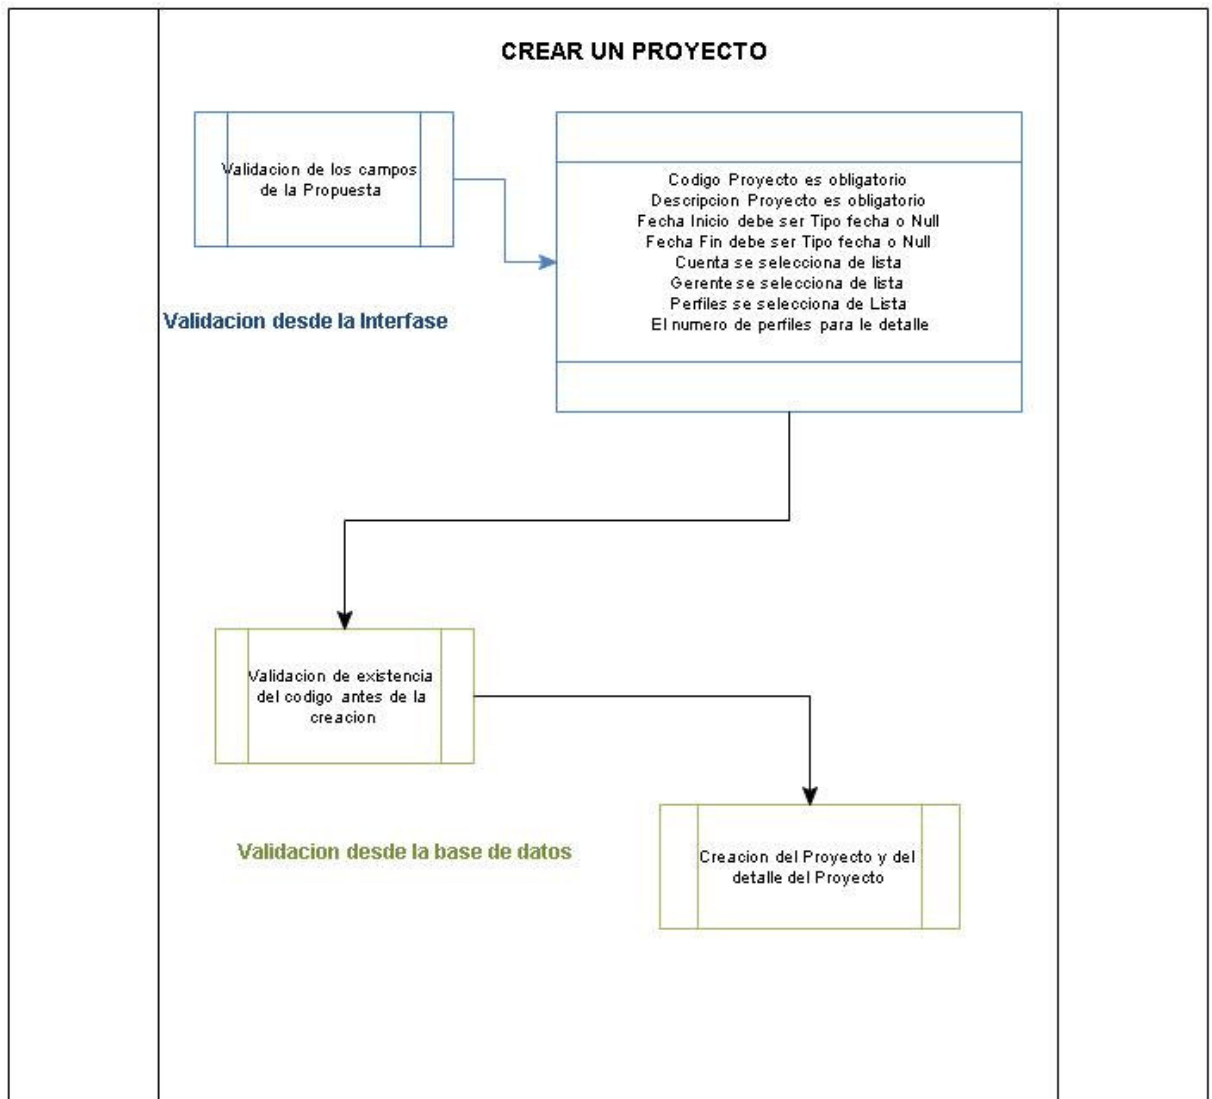 CREAR UN PROYECTO
Validacion de los campos
de la Propuesta
Codigo Proyecto es obligatorio
Descripcion Proyecto es obligatorio
Fecha Inicio debe ser Tipo fecha o Null
Fecha Fin debe ser Tipo fecha o Null
Cuenta se selecciona de lista
Gerente se selecciona de lista
Perfiles se selecciona de Lista
El numero de perfiles para le detalle
Validacion desde la Interfase
Validacion de existencia
del codigo antes de la
creacion
Validacion desde la base de datos
Creacion del Proyecto y del
detalle del Proyecto